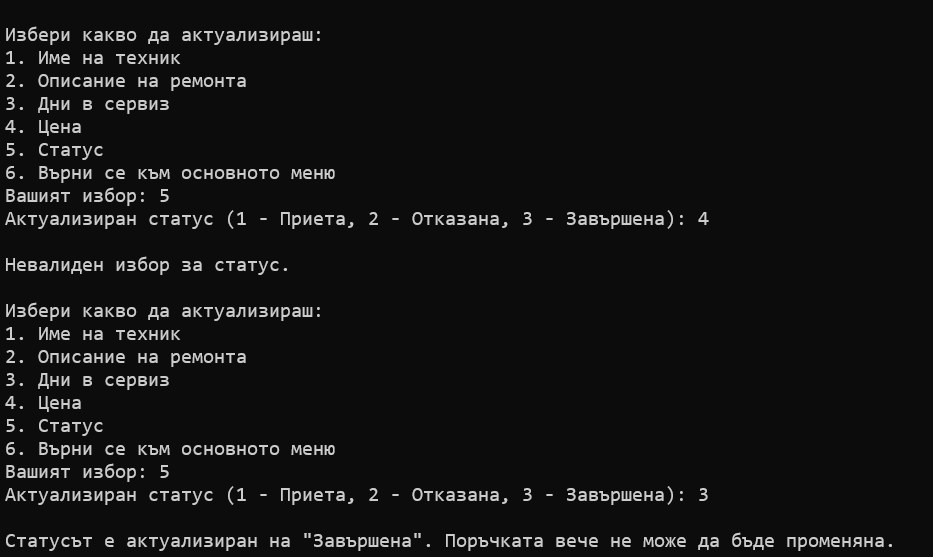 Избери какво да актуализираш:
1. Име на техник
2. Описание на ремонта
3. Дни в сервиз
4. Цена
5. Статус
6. Върни се към основното меню
Вашият избор: 5
Актуализиран статус (1 - Приета, 2 - Отказана, 3 - Завършена): 4
Невалиден избор за статус.
Избери какво да актуализираш:
1. Име на техник
2. Описание на ремонта
3. Дни в сервиз
4. Цена
5. Статус
6. Върни се към основното меню
Вашият избор: 5
Актуализиран статус (1 - Приета, 2 - Отказана, 3 - Завършена): 3
Статусът е актуализиран на "Завършена". Поръчката вече не може да бъде променяна.